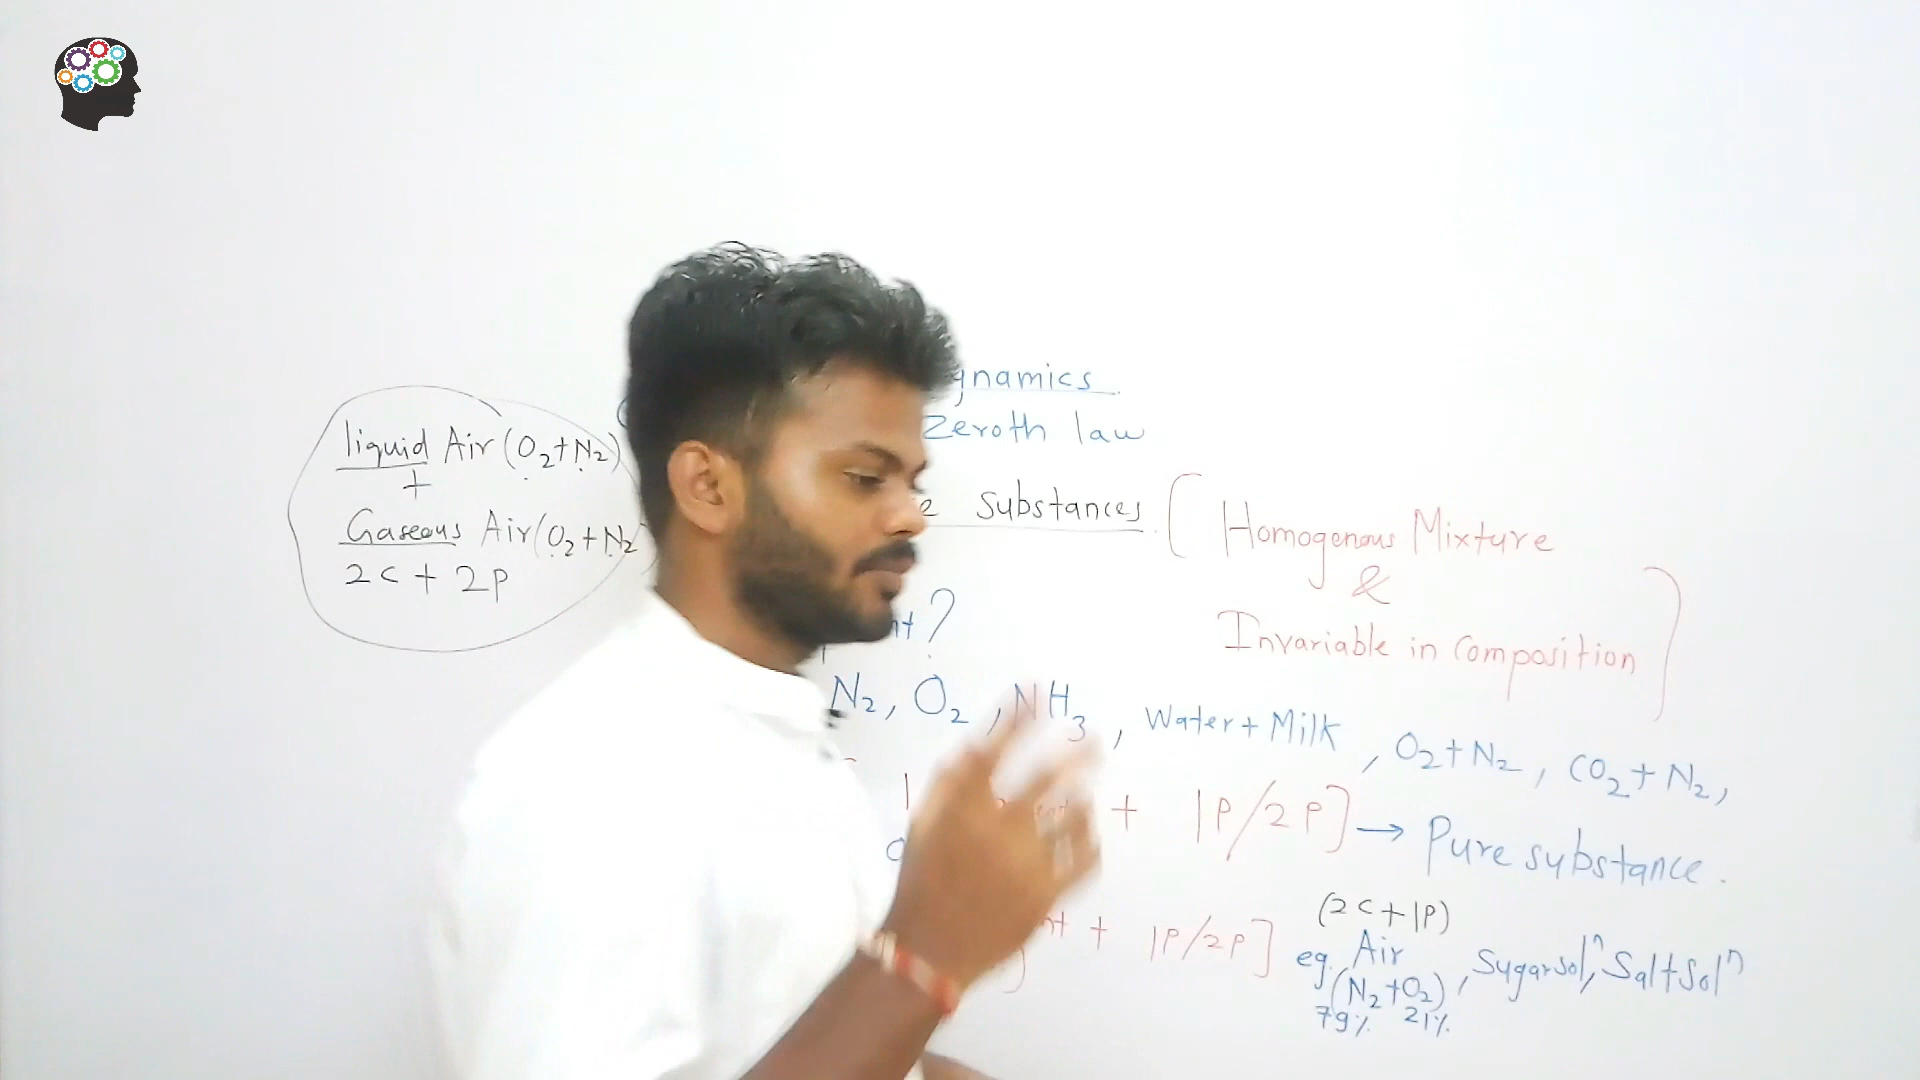 gnamics
Zeroth law
substances (Homogenous Mixture
&
Invariable in composition)
liquid Air (O2+N2)
+
Gaseous Air (O2+N2)
2c + 2p
nt?
N2, O2, NH3, Water + Milk, O2+N2, CO2+N2,
+ 1P/2P] → Pure substance.
(2c+1P)
nt + 1P/2P] eg. Air, Sugar solⁿ, Salt solⁿ
(N2+O2)
79% 21%